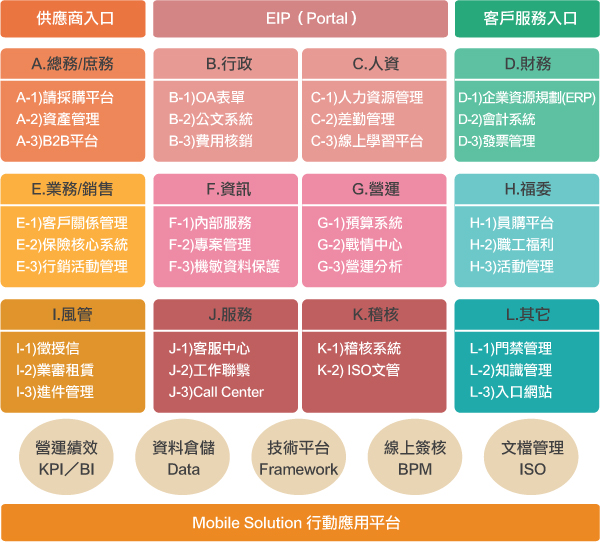 供應商入口
EIP（Portal）
客戶服務入口
A.總務/庶務
A-1)請採購平台
A-2)資產管理
A-3)B2B平台
B.行政
B-1)OA表單
B-2)公文系統
B-3)費用核銷
C.人資
C-1)人力資源管理
C-2)差勤管理
C-3)線上學習平台
D.財務
D-1)企業資源規劃(ERP)
D-2)會計系統
D-3)發票管理
E.業務/銷售
E-1)客戶關係管理
E-2)保險核心系統
E-3)行銷活動管理
F.資訊
F-1)內部服務
F-2)專案管理
F-3)機敏資料保護
G.營運
G-1)預算系統
G-2)戰情中心
G-3)營運分析
H.福委
H-1)員購平台
H-2)職工福利
H-3)活動管理
I.風管
I-1)徵授信
I-2)業審租賃
I-3)進件管理
J.服務
J-1)客服中心
J-2)工作聯繫
J-3)Call Center
K.稽核
K-1)稽核系統
K-2) ISO文管
L.其它
L-1)門禁管理
L-2)知識管理
L-3)入口網站
營運績效
KPI／BI
資料倉儲
Data
技術平台
Framework
線上簽核
BPM
文檔管理
ISO
Mobile Solution 行動應用平台